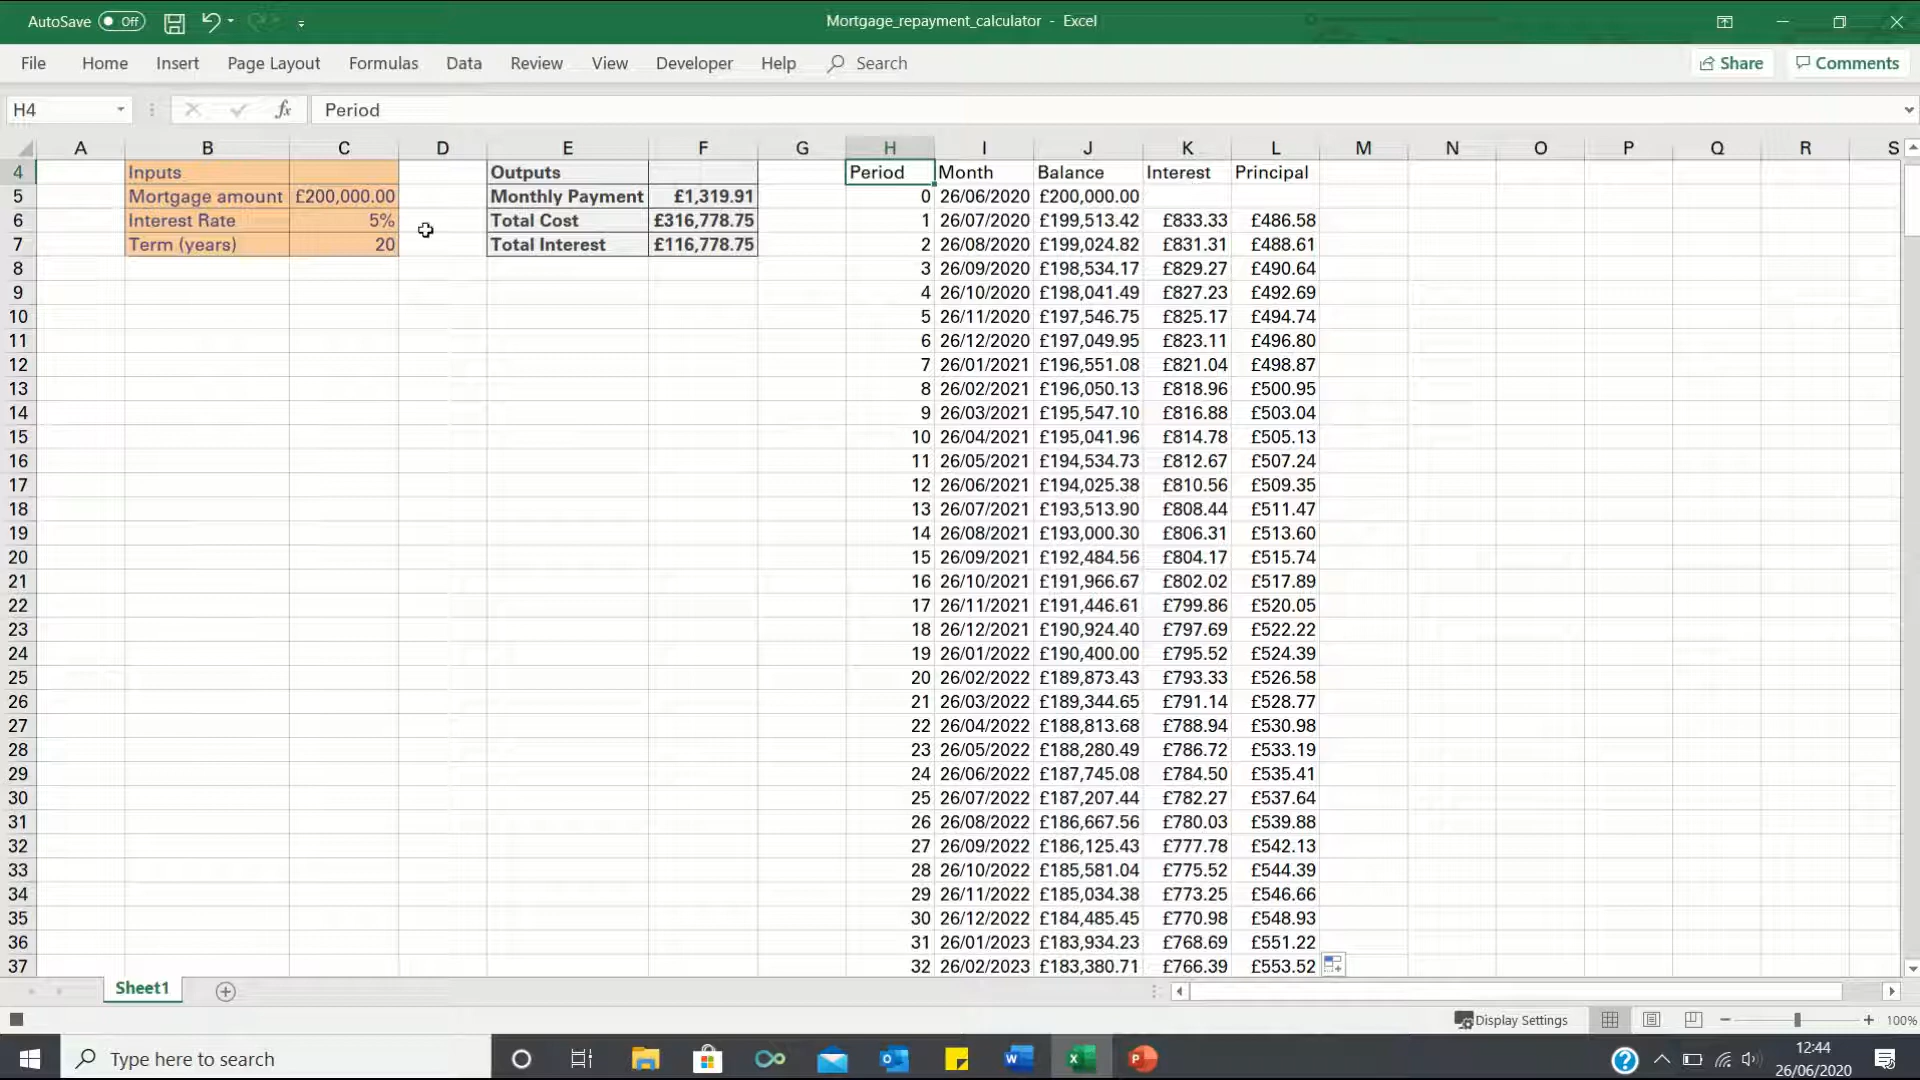 AutoSave Off
Mortgage_repayment_calculator - Excel
File Home Insert Page Layout Formulas Data Review View Developer Help Search Share Comments
H4 fx Period
A B C D E F G H I J K L M N O P Q R S
4 Inputs Outputs Period Month Balance Interest Principal
5 Mortgage amount £200,000.00 Monthly Payment £1,319.91 0 26/06/2020 £200,000.00
6 Interest Rate 5% Total Cost £316,778.75 1 26/07/2020 £199,513.42 £833.33 £486.58
7 Term (years) 20 Total Interest £116,778.75 2 26/08/2020 £199,024.82 £831.31 £488.61
8 3 26/09/2020 £198,534.17 £829.27 £490.64
9 4 26/10/2020 £198,041.49 £827.23 £492.69
10 5 26/11/2020 £197,546.75 £825.17 £494.74
11 6 26/12/2020 £197,049.95 £823.11 £496.80
12 7 26/01/2021 £196,551.08 £821.04 £498.87
13 8 26/02/2021 £196,050.13 £818.96 £500.95
14 9 26/03/2021 £195,547.10 £816.88 £503.04
15 10 26/04/2021 £195,041.96 £814.78 £505.13
16 11 26/05/2021 £194,534.73 £812.67 £507.24
17 12 26/06/2021 £194,025.38 £810.56 £509.35
18 13 26/07/2021 £193,513.90 £808.44 £511.47
19 14 26/08/2021 £193,000.30 £806.31 £513.60
20 15 26/09/2021 £192,484.56 £804.17 £515.74
21 16 26/10/2021 £191,966.67 £802.02 £517.89
22 17 26/11/2021 £191,446.61 £799.86 £520.05
23 18 26/12/2021 £190,924.40 £797.69 £522.22
24 19 26/01/2022 £190,400.00 £795.52 £524.39
25 20 26/02/2022 £189,873.43 £793.33 £526.58
26 21 26/03/2022 £189,344.65 £791.14 £528.77
27 22 26/04/2022 £188,813.68 £788.94 £530.98
28 23 26/05/2022 £188,280.49 £786.72 £533.19
29 24 26/06/2022 £187,745.08 £784.50 £535.41
30 25 26/07/2022 £187,207.44 £782.27 £537.64
31 26 26/08/2022 £186,667.56 £780.03 £539.88
32 27 26/09/2022 £186,125.43 £777.78 £542.13
33 28 26/10/2022 £185,581.04 £775.52 £544.39
34 29 26/11/2022 £185,034.38 £773.25 £546.66
35 30 26/12/2022 £184,485.45 £770.98 £548.93
36 31 26/01/2023 £183,934.23 £768.69 £551.22
37 32 26/02/2023 £183,380.71 £766.39 £553.52
Sheet1
Display Settings 100%
Type here to search
12:44
26/06/2020